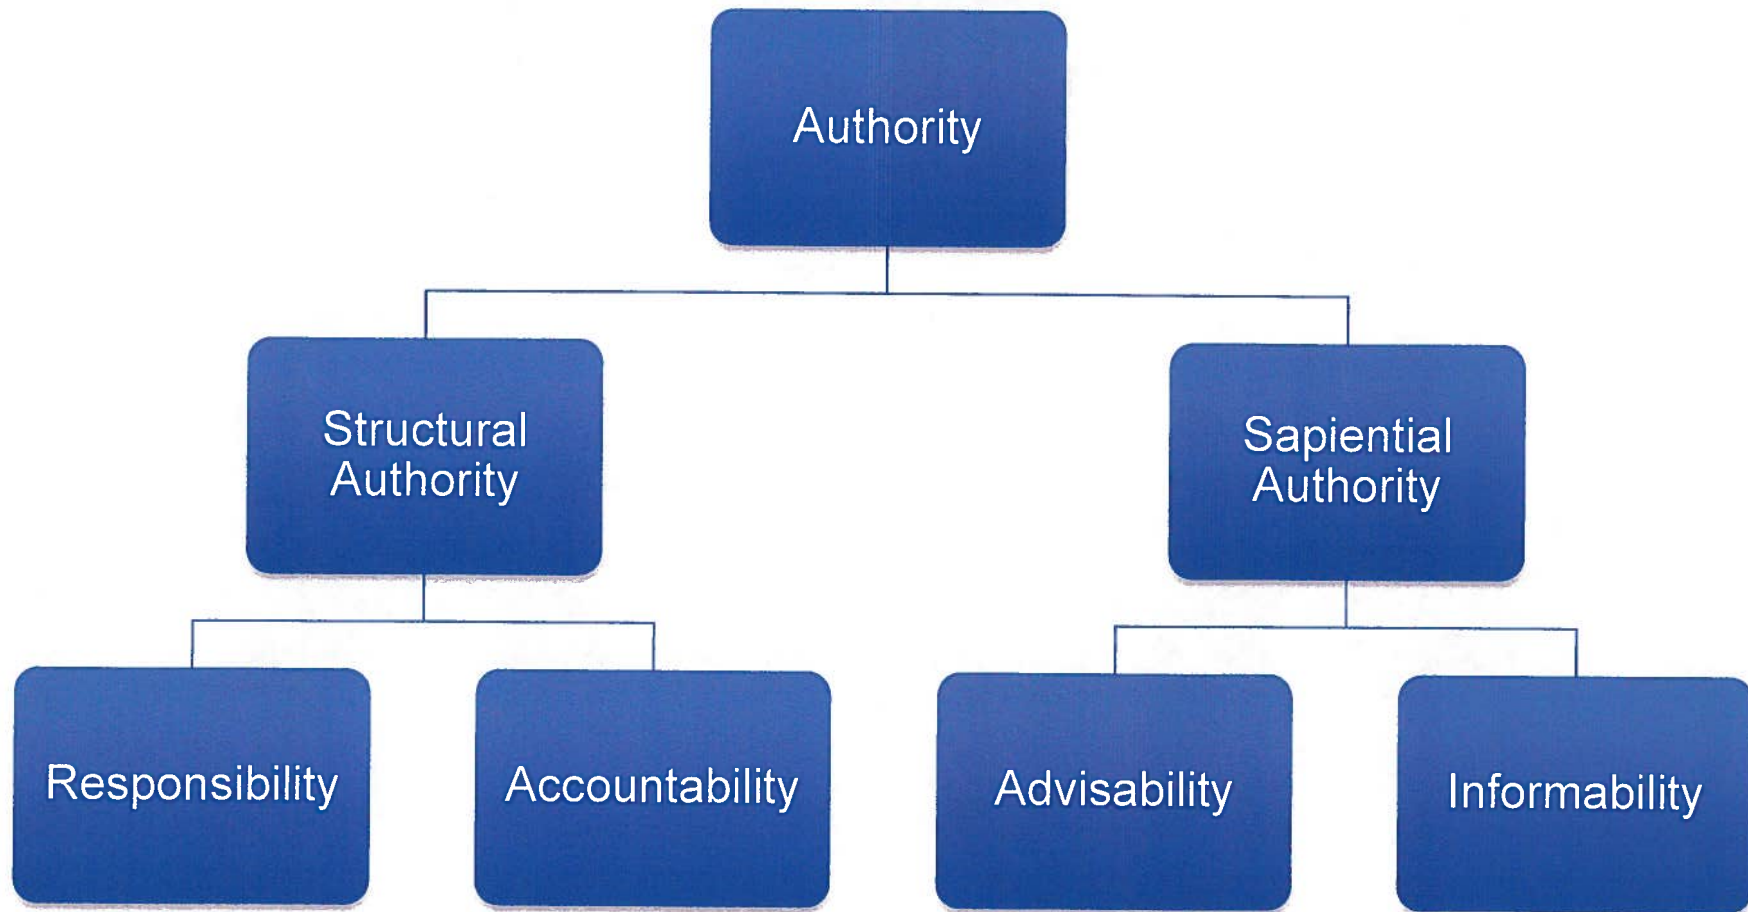 Authority
Structural
Authority
Sapiential
Authority
Responsibility
Accountability
Advisability
Informability